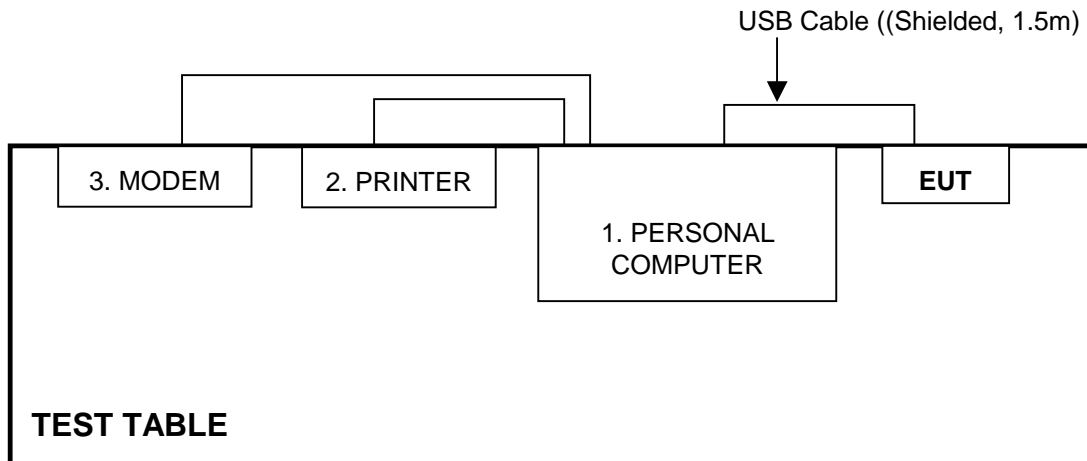 USB Cable ((Shielded, 1.5m)
3. MODEM
2. PRINTER
EUT
1. PERSONAL
COMPUTER
TEST TABLE